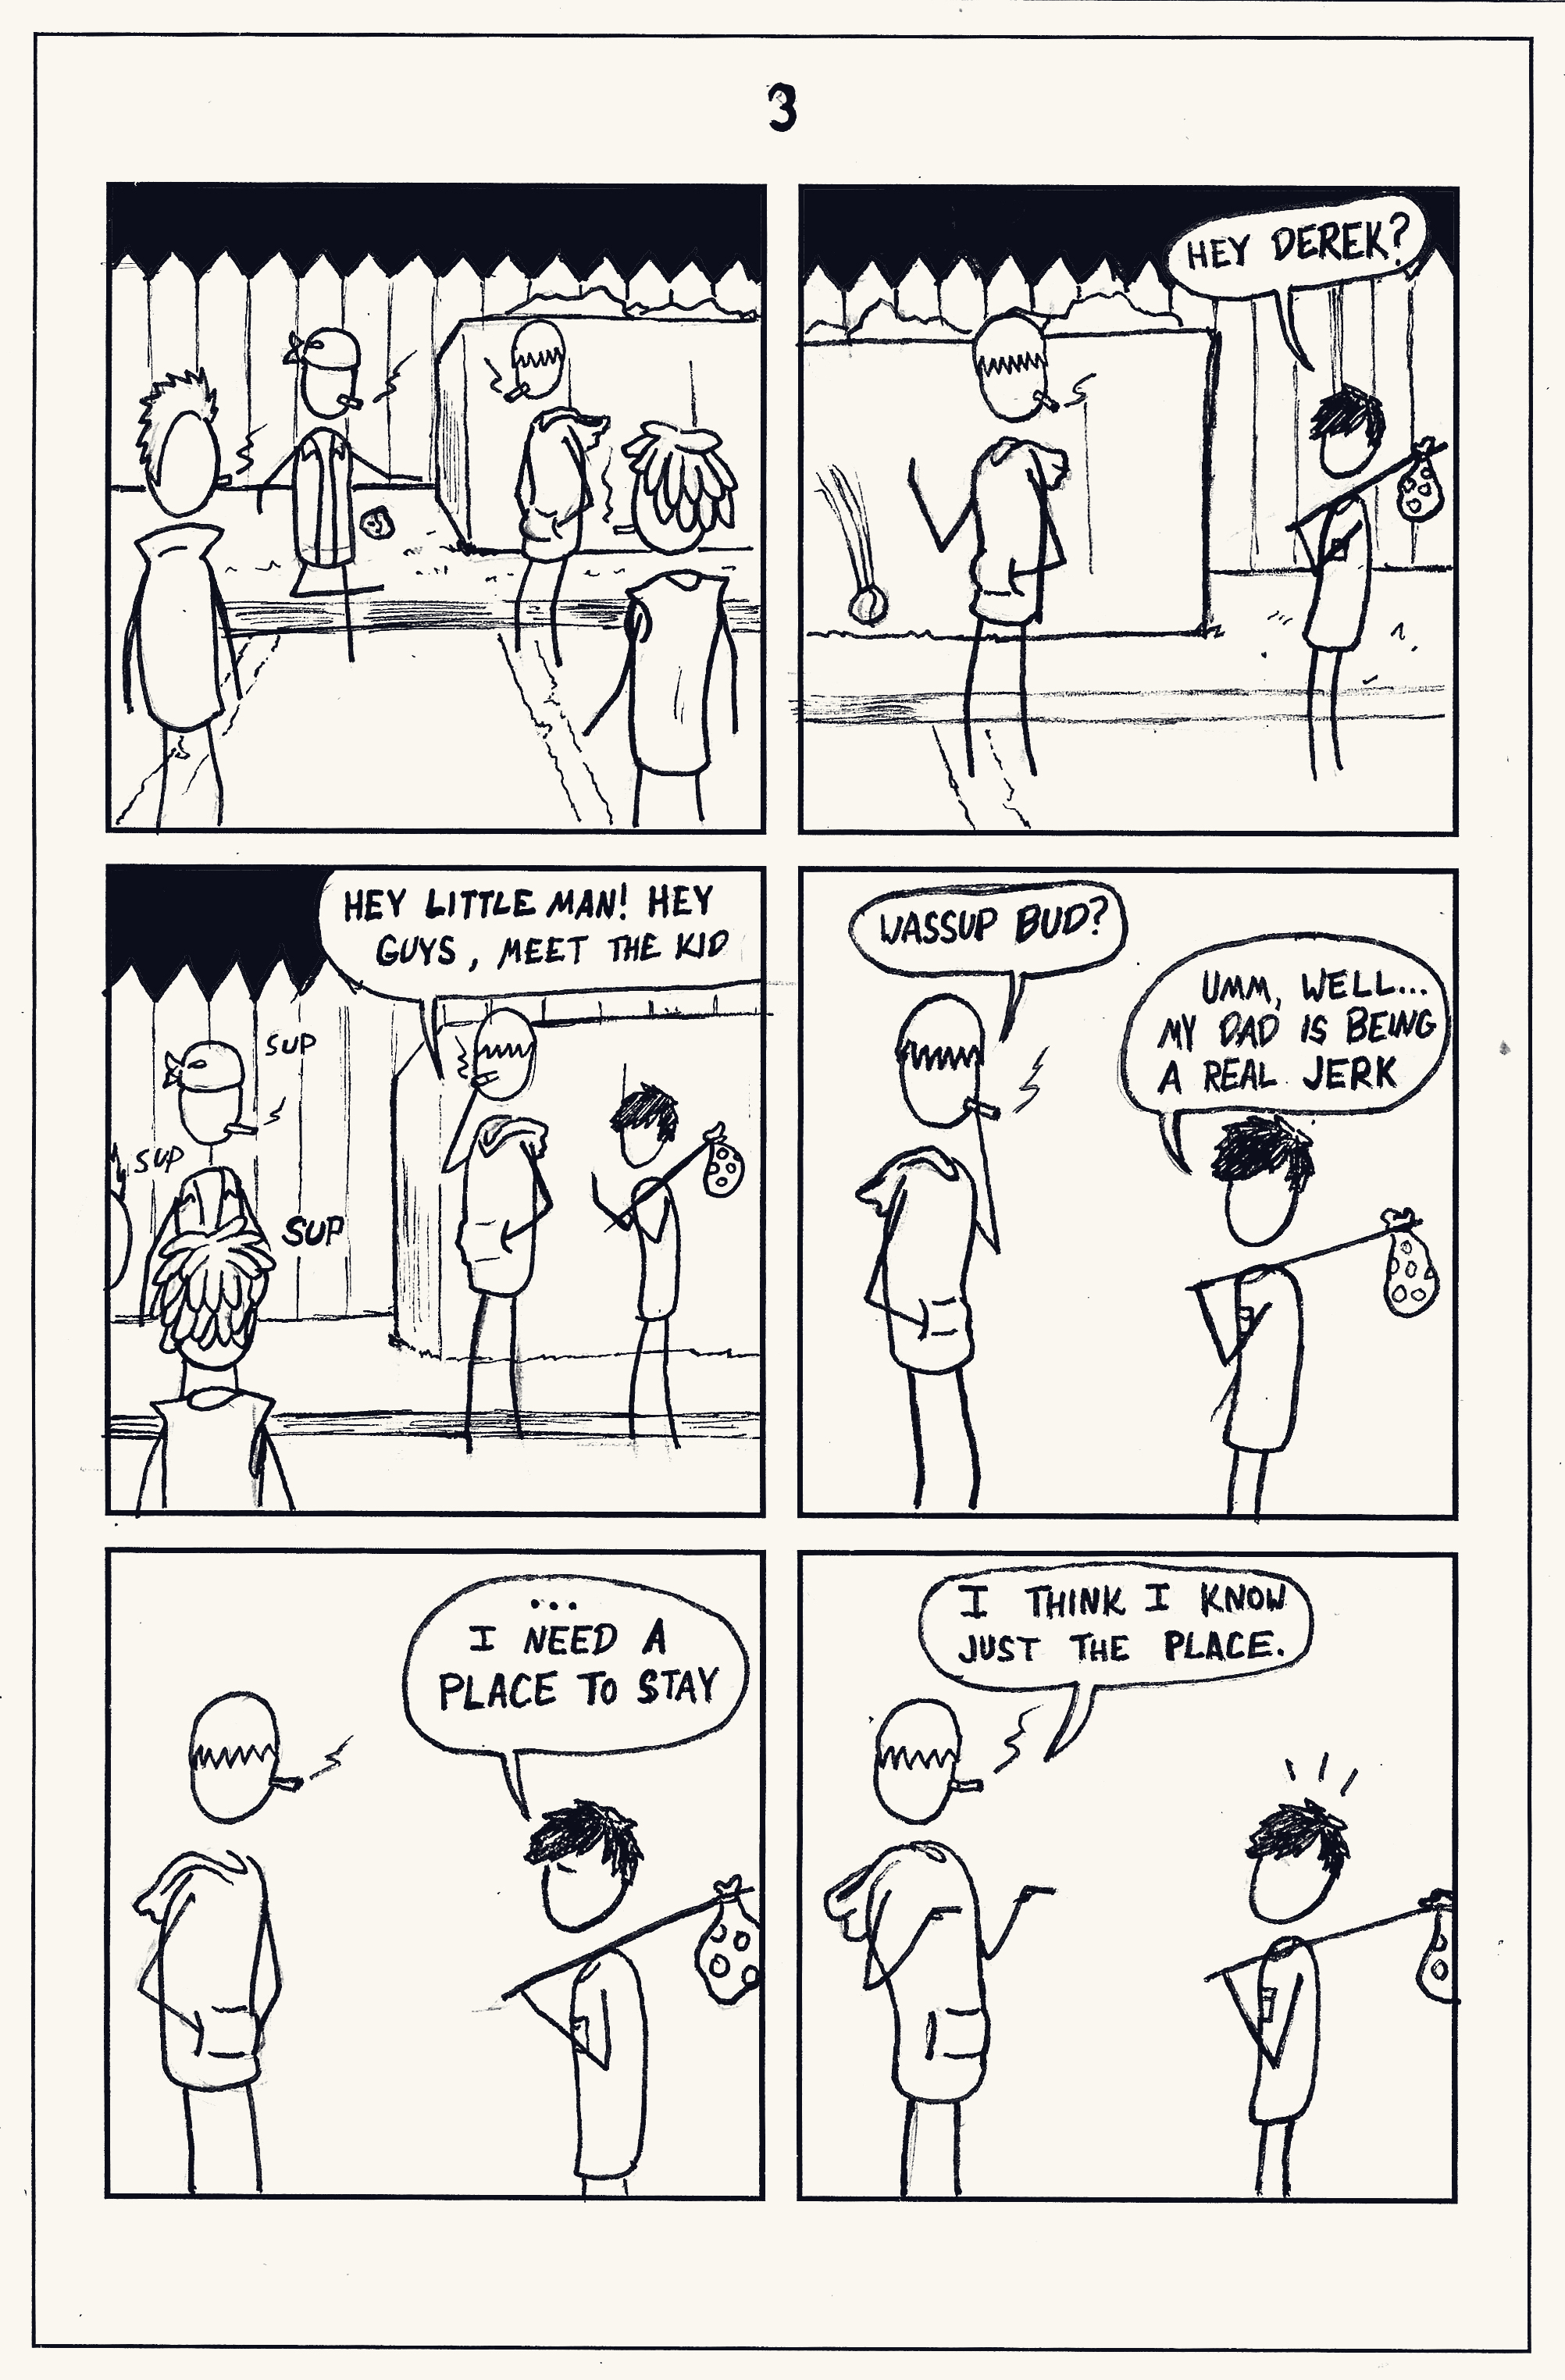 3
HEY DEREK?
HEY LITTLE MAN! HEY
GUYS, MEET THE KID
SUP
SUP
SUP
WASSUP BUD?
UMM, WELL...
MY DAD IS BEING
A REAL JERK
...
I NEED A
PLACE TO STAY
I THINK I KNOW
JUST THE PLACE.